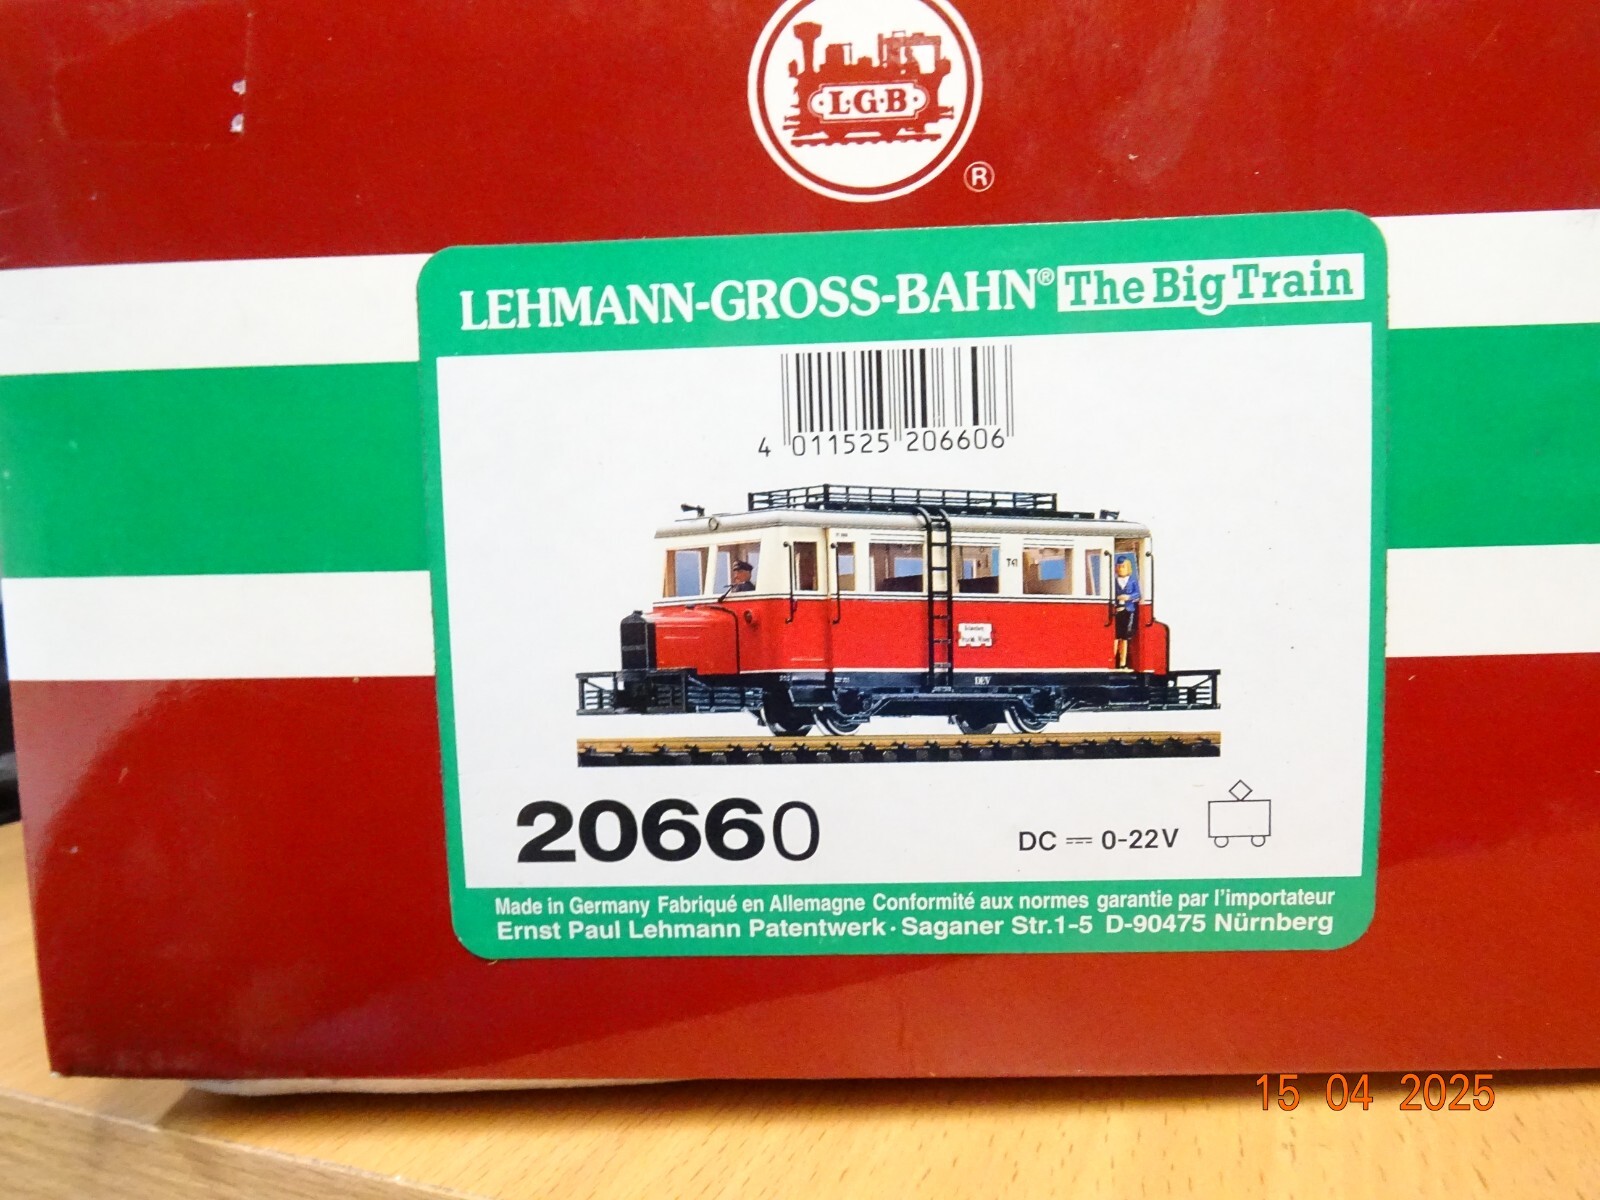 L·G·B
®
LEHMANN-GROSS-BAHN® The Big Train
4 011525 206606
T41
DEV
20660
DC 0-22V
Made in Germany Fabriqué en Allemagne Conformité aux normes garantie par l'importateur
Ernst Paul Lehmann Patentwerk · Saganer Str.1-5 D-90475 Nürnberg
15 04 2025